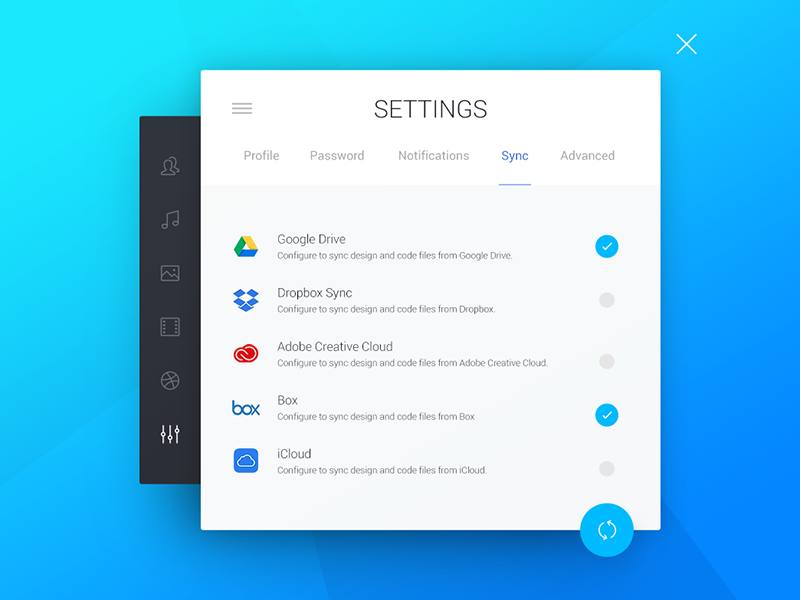 SETTINGS
Profile Password Notifications Sync Advanced
Google Drive
Configure to sync design and code files from Google Drive.
Dropbox Sync
Configure to sync design and code files from Dropbox.
Adobe Creative Cloud
Configure to sync design and code files from Adobe Creative Cloud.
box
Box
Configure to sync design and code files from Box
iCloud
Configure to sync design and code files from iCloud.